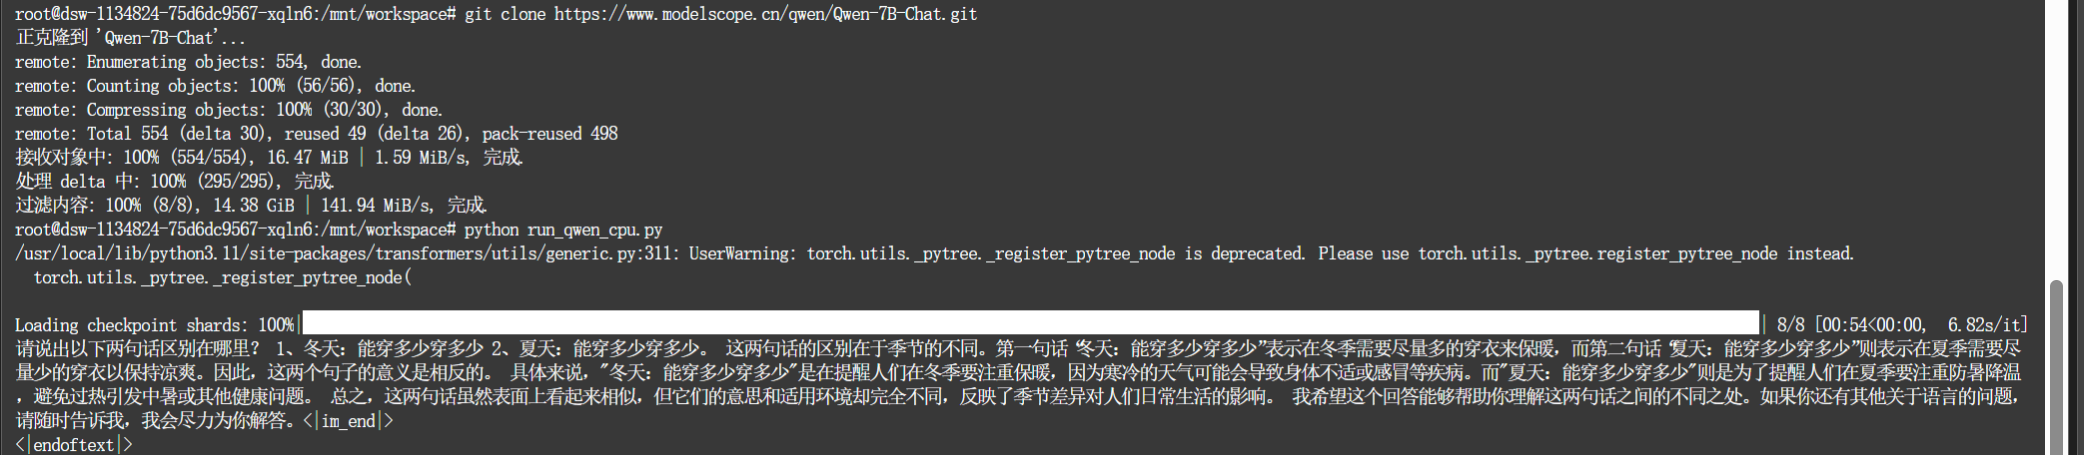 root@dsw-1134824-75d6dc9567-xqln6:/mnt/workspace# git clone https://www.modelscope.cn/qwen/Qwen-7B-Chat.git
正克隆到 'Qwen-7B-Chat'...
remote: Enumerating objects: 554, done.
remote: Counting objects: 100% (56/56), done.
remote: Compressing objects: 100% (30/30), done.
remote: Total 554 (delta 30), reused 49 (delta 26), pack-reused 498
接收对象中: 100% (554/554), 16.47 MiB | 1.59 MiB/s, 完成.
处理 delta 中: 100% (295/295), 完成.
过滤内容: 100% (8/8), 14.38 GiB | 141.94 MiB/s, 完成.
root@dsw-1134824-75d6dc9567-xqln6:/mnt/workspace# python run_qwen_cpu.py
/usr/local/lib/python3.11/site-packages/transformers/utils/generic.py:311: UserWarning: torch.utils._pytree._register_pytree_node is deprecated. Please use torch.utils._pytree.register_pytree_node instead.
  torch.utils._pytree._register_pytree_node(
Loading checkpoint shards: 100%| | 8/8 [00:54<00:00,  6.82s/it]
请说出以下两句话区别在哪里？ 1、冬天：能穿多少穿多少 2、夏天：能穿多少穿多少。 这两句话的区别在于季节的不同。第一句话“冬天：能穿多少穿多少”表示在冬季需要尽量多的穿衣来保暖，而第二句话“夏天：能穿多少穿多少”则表示在夏季需要尽
量少的穿衣以保持凉爽。因此，这两个句子的意义是相反的。 具体来说，"冬天：能穿多少穿多少"是在提醒人们在冬季要注重保暖，因为寒冷的天气可能会导致身体不适或感冒等疾病。而"夏天：能穿多少穿多少"则是为了提醒人们在夏季要注重防暑降温
，避免过热引发中暑或其他健康问题。 总之，这两句话虽然表面上看起来相似，但它们的意思和适用环境却完全不同，反映了季节差异对人们日常生活的影响。 我希望这个回答能够帮助你理解这两句话之间的不同之处。如果你还有其他关于语言的问题，
请随时告诉我，我会尽力为你解答。<|im_end|>
<|endoftext|>